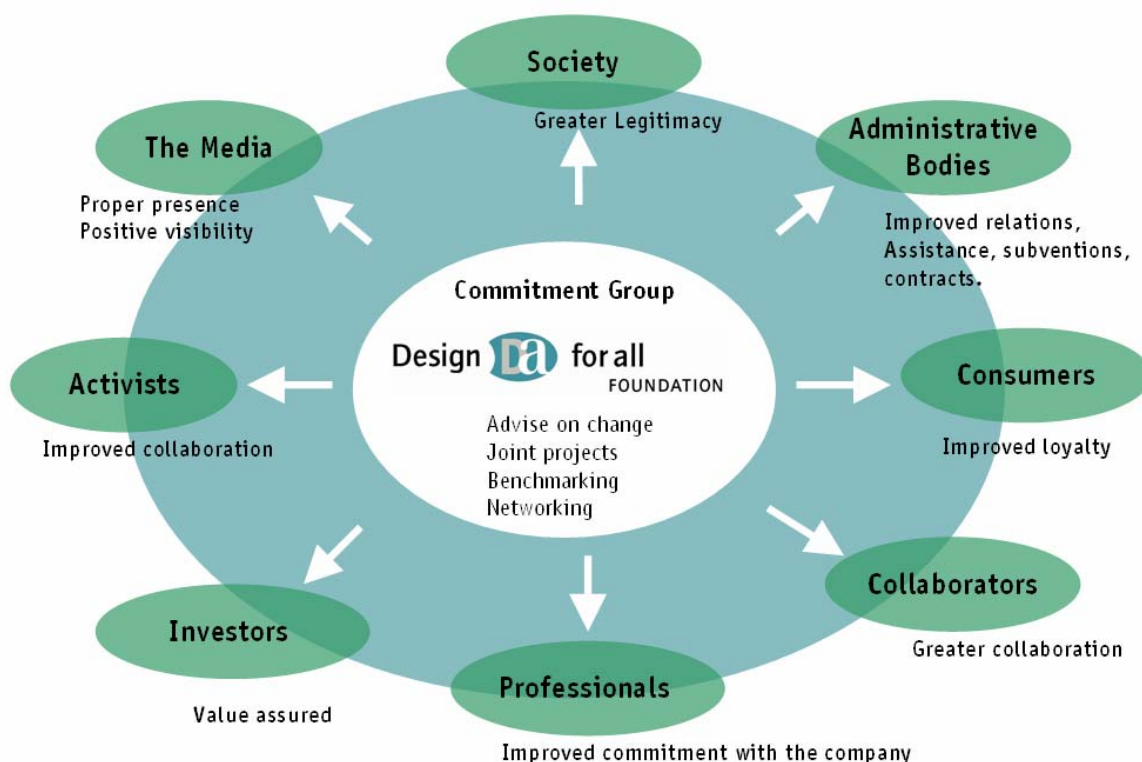 Society
Greater Legitimacy
The Media
Proper presence
Positive visibility
Administrative
Bodies
Improved relations,
Assistance, subventions,
contracts.
Commitment Group
Design Da for all
FOUNDATION
Advise on change
Joint projects
Benchmarking
Networking
Activists
Improved collaboration
Consumers
Improved loyalty
Investors
Value assured
Professionals
Improved commitment with the company
Collaborators
Greater collaboration